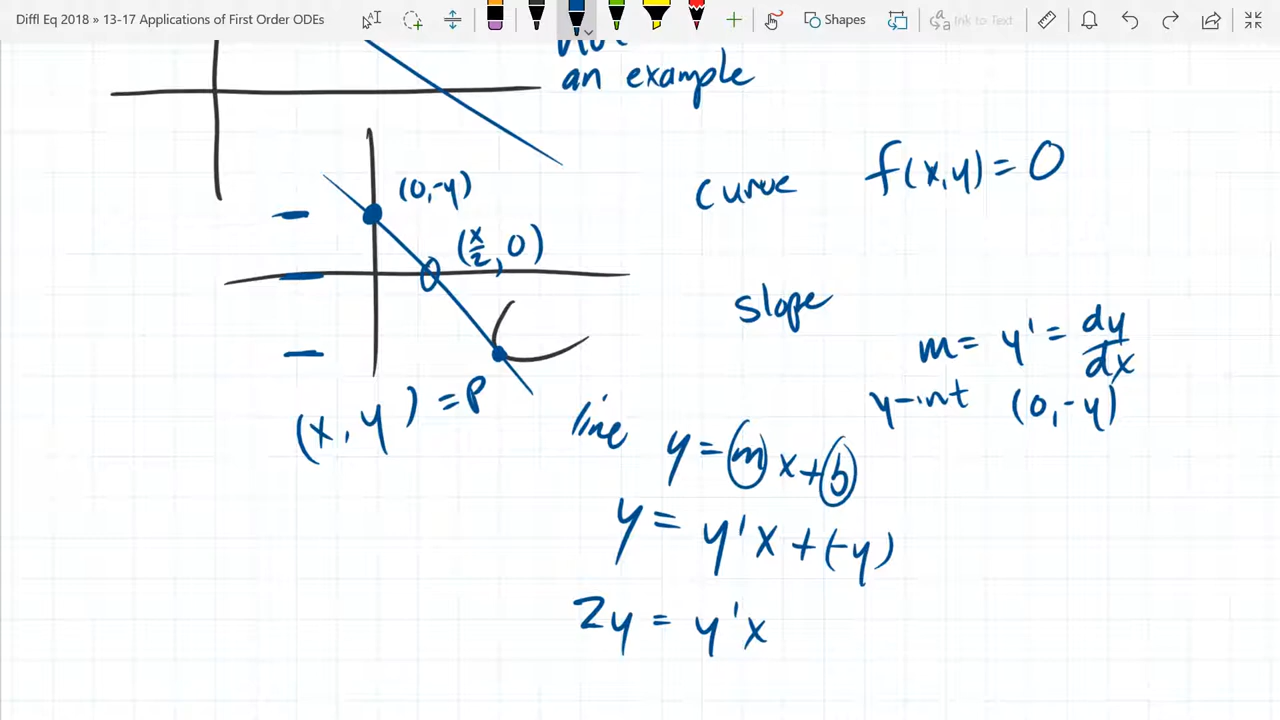 Diffl Eq 2018 » 13-17 Applications of First Order ODEs
Shapes
Ink to Text
an example
(0,-y)
(x/2, 0)
(x, y) = P
curve f(x,y) = 0
slope
m = y' = dy/dx
y-int (0,-y)
line y = m x + b
y = y'x + (-y)
2y = y'x